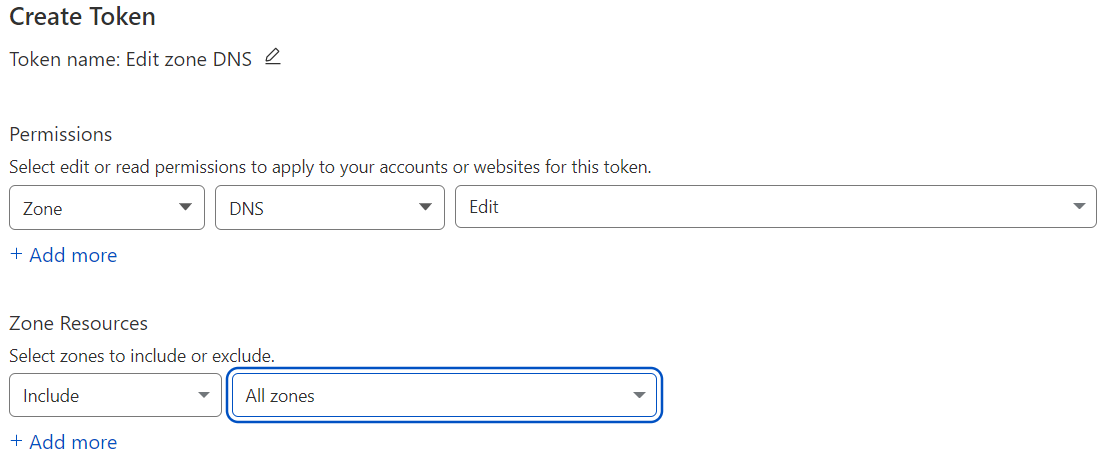 Create Token
Token name: Edit zone DNS
Permissions
Select edit or read permissions to apply to your accounts or websites for this token.
Zone DNS Edit
+ Add more
Zone Resources
Select zones to include or exclude.
Include All zones
+ Add more